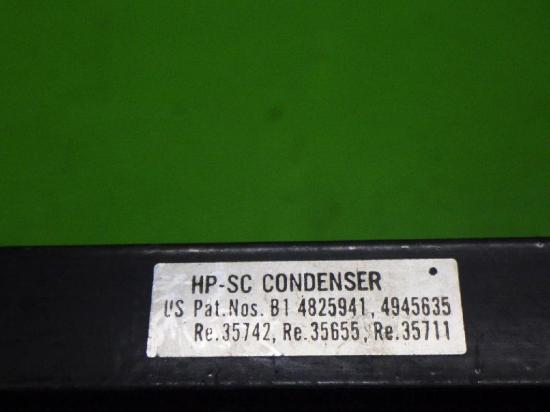 HP-SC CONDENSER
US Pat.Nos. B1 4825941, 4945635
Re.35742, Re.35655, Re.35711